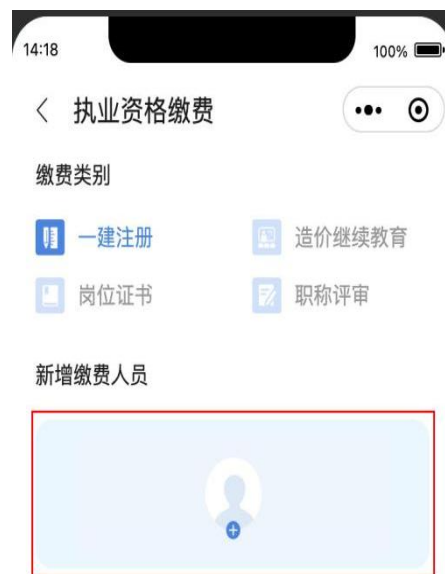 14:18 100%
执业资格缴费
缴费类别
一建注册 造价继续教育
岗位证书 职称评审
新增缴费人员